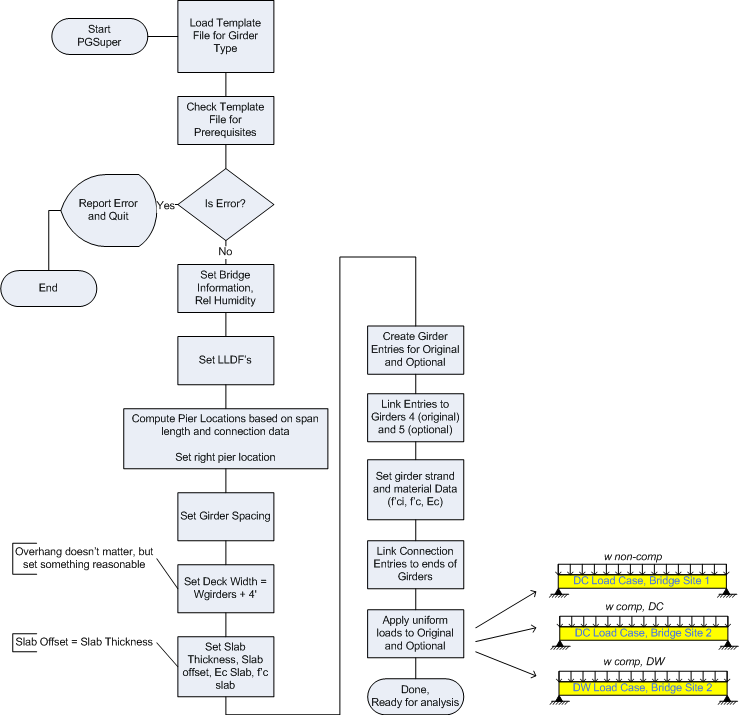 Start
PGSuper
Load Template
File for Girder
Type
Check Template
File for
Prerequisites
Is Error?
Yes
Report Error
and Quit
End
No
Set Bridge
Information,
Rel Humidity
Set LLDF's
Compute Pier Locations based on span
length and connection data
Set right pier location
Set Girder Spacing
Overhang doesn't matter, but
set something reasonable
Set Deck Width =
Wgirders + 4'
Slab Offset = Slab Thickness
Set Slab
Thickness, Slab
offset, Ec Slab, f'c
slab
Create Girder
Entries for Original
and Optional
Link Entries to
Girders 4 (original)
and 5 (optional)
Set girder strand
and material Data
(f'ci, f'c, Ec)
Link Connection
Entries to ends of
Girders
Apply uniform
loads to Original
and Optional
Done,
Ready for analysis
w non-comp
DC Load Case, Bridge Site 1
w comp, DC
DC Load Case, Bridge Site 2
w comp, DW
DW Load Case, Bridge Site 2